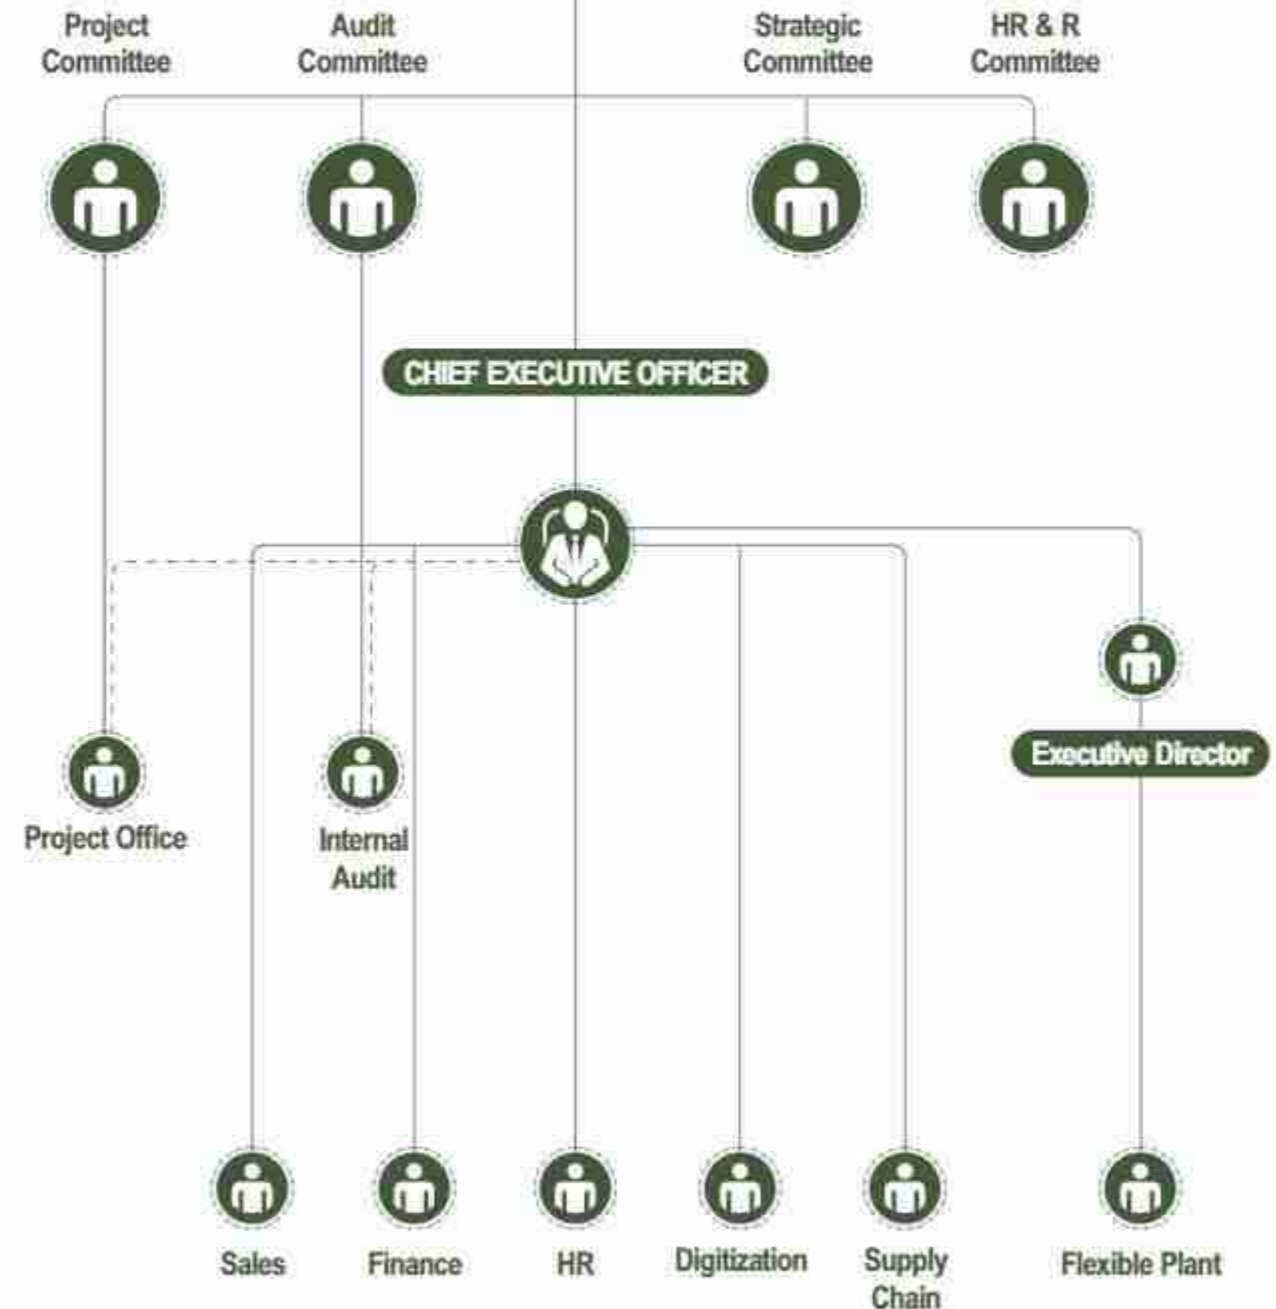 Project
Committee
Audit
Committee
Strategic
Committee
HR & R
Committee
CHIEF EXECUTIVE OFFICER
Executive Director
Project Office
Internal
Audit
Sales
Finance
HR
Digitization
Supply
Chain
Flexible Plant